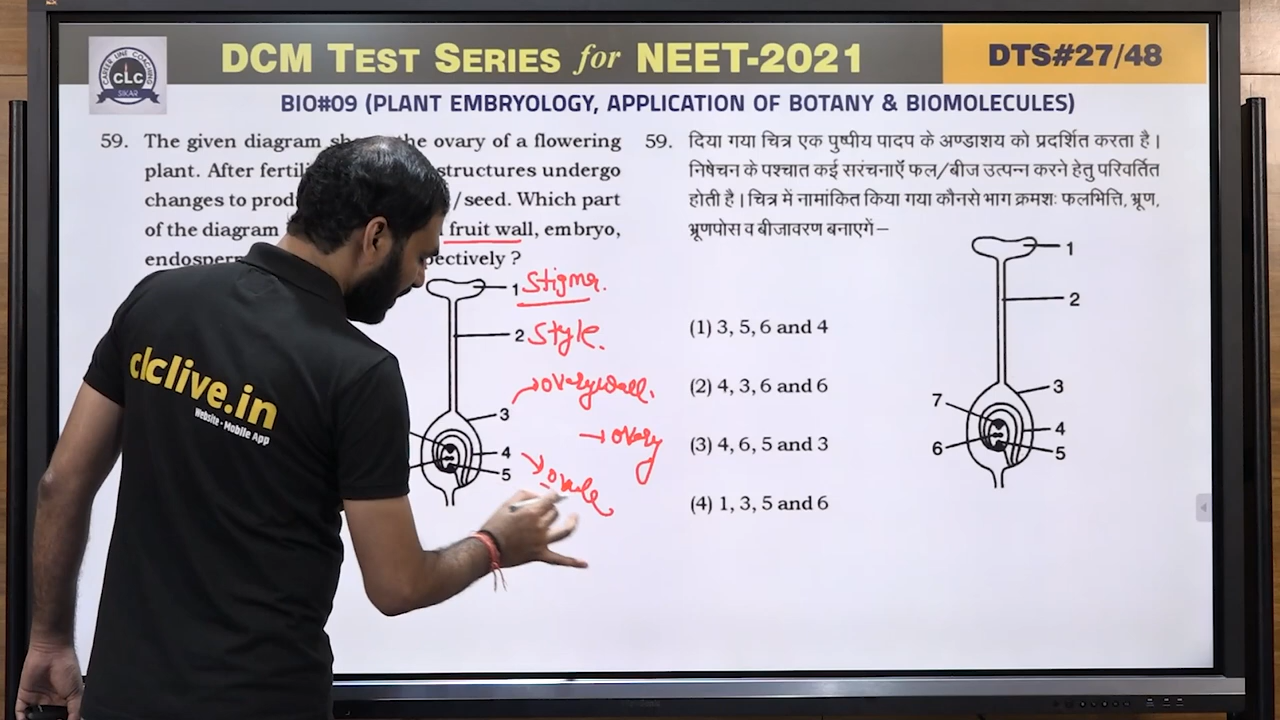 DCM TEST SERIES for NEET-2021
DTS#27/48
CAREER LINE COACHING
CLC
SIKAR
BIO#09 (PLANT EMBRYOLOGY, APPLICATION OF BOTANY & BIOMOLECULES)
59. The given diagram the ovary of a flowering
plant. After structures undergo
changes to /seed. Which part
of the diagram fruit wall, embryo,
1 Stigma.
2 Style.
3 → ovary wall.
→ ovary
4 → ovule
5
59. दिया गया चित्र एक पुष्पीय पादप के अण्डाशय को प्रदर्शित करता है।
निषेचन के पश्चात कई सरंचनाएँ फल/बीज उत्पन्न करने हेतु परिवर्तित
होती है। चित्र में नामांकित किया गया कौनसे भाग क्रमशः फलभित्ति, भ्रूण,
भ्रूणपोस व बीजावरण बनाएगें–
(1) 3, 5, 6 and 4
(2) 4, 3, 6 and 6
(3) 4, 6, 5 and 3
(4) 1, 3, 5 and 6
1
2
3
7
4
6
5
clclive.in
Website • Mobile App